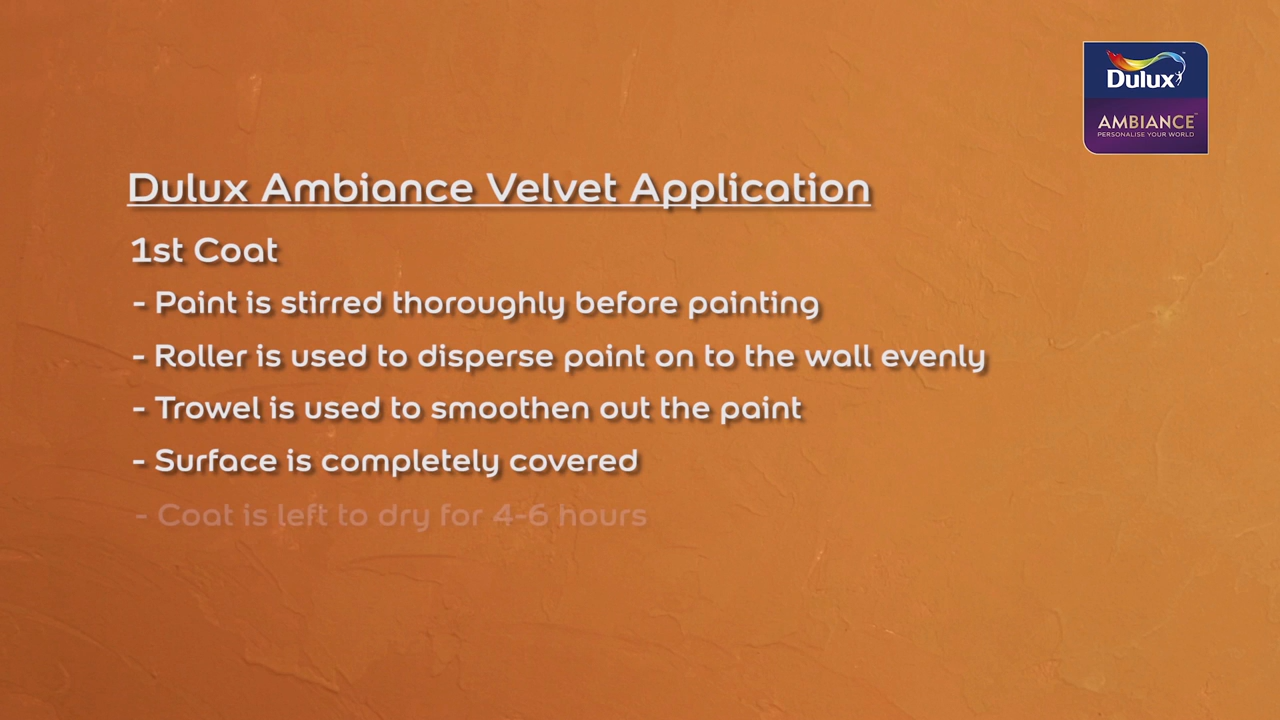 Dulux
AMBIANCE™
PERSONALISE YOUR WORLD
Dulux Ambiance Velvet Application
1st Coat
- Paint is stirred thoroughly before painting
- Roller is used to disperse paint on to the wall evenly
- Trowel is used to smoothen out the paint
- Surface is completely covered
- Coat is left to dry for 4-6 hours